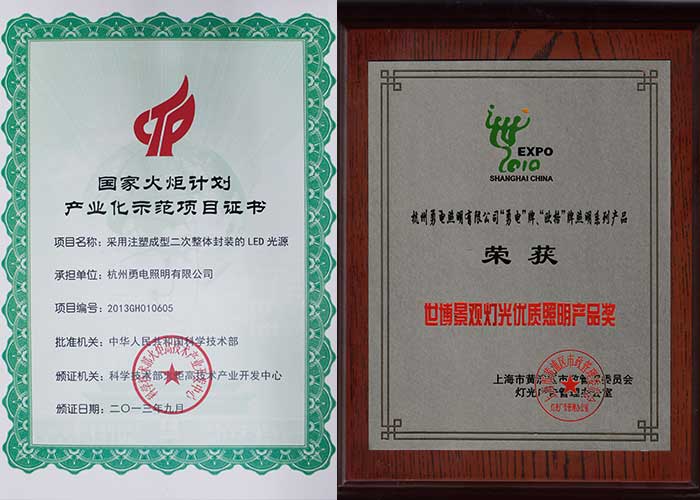 国家火炬计划
产业化示范项目证书
项目名称：采用注塑成型二次整体封装的 LED 光源
承担单位：杭州勇电照明有限公司
项目编号：2013GH010605
批准机关：中华人民共和国科学技术部
颁证机关：科学技术部火炬高技术产业开发中心
颁证日期：二〇一三年九月
EXPO
2010
SHANGHAI CHINA
杭州勇电照明有限公司“勇电”牌、“欧拮”牌照明系列产品
荣获
世博景观灯光优质照明产品奖
上海市黄浦区市政管理委员会
灯光广告管理办公室